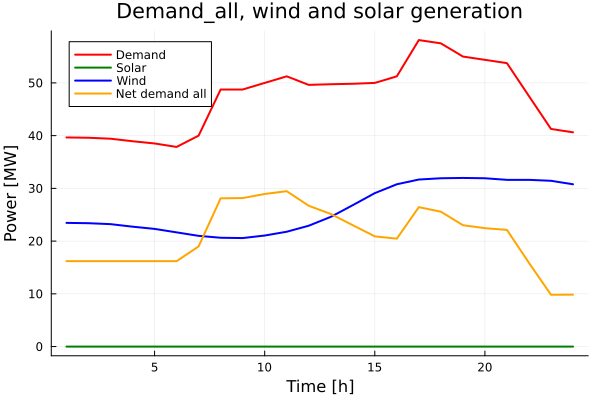 Demand_all, wind and solar generation
Demand
Solar
Wind
Net demand all
Power [MW]
50
40
30
20
10
0
5 10 15 20
Time [h]